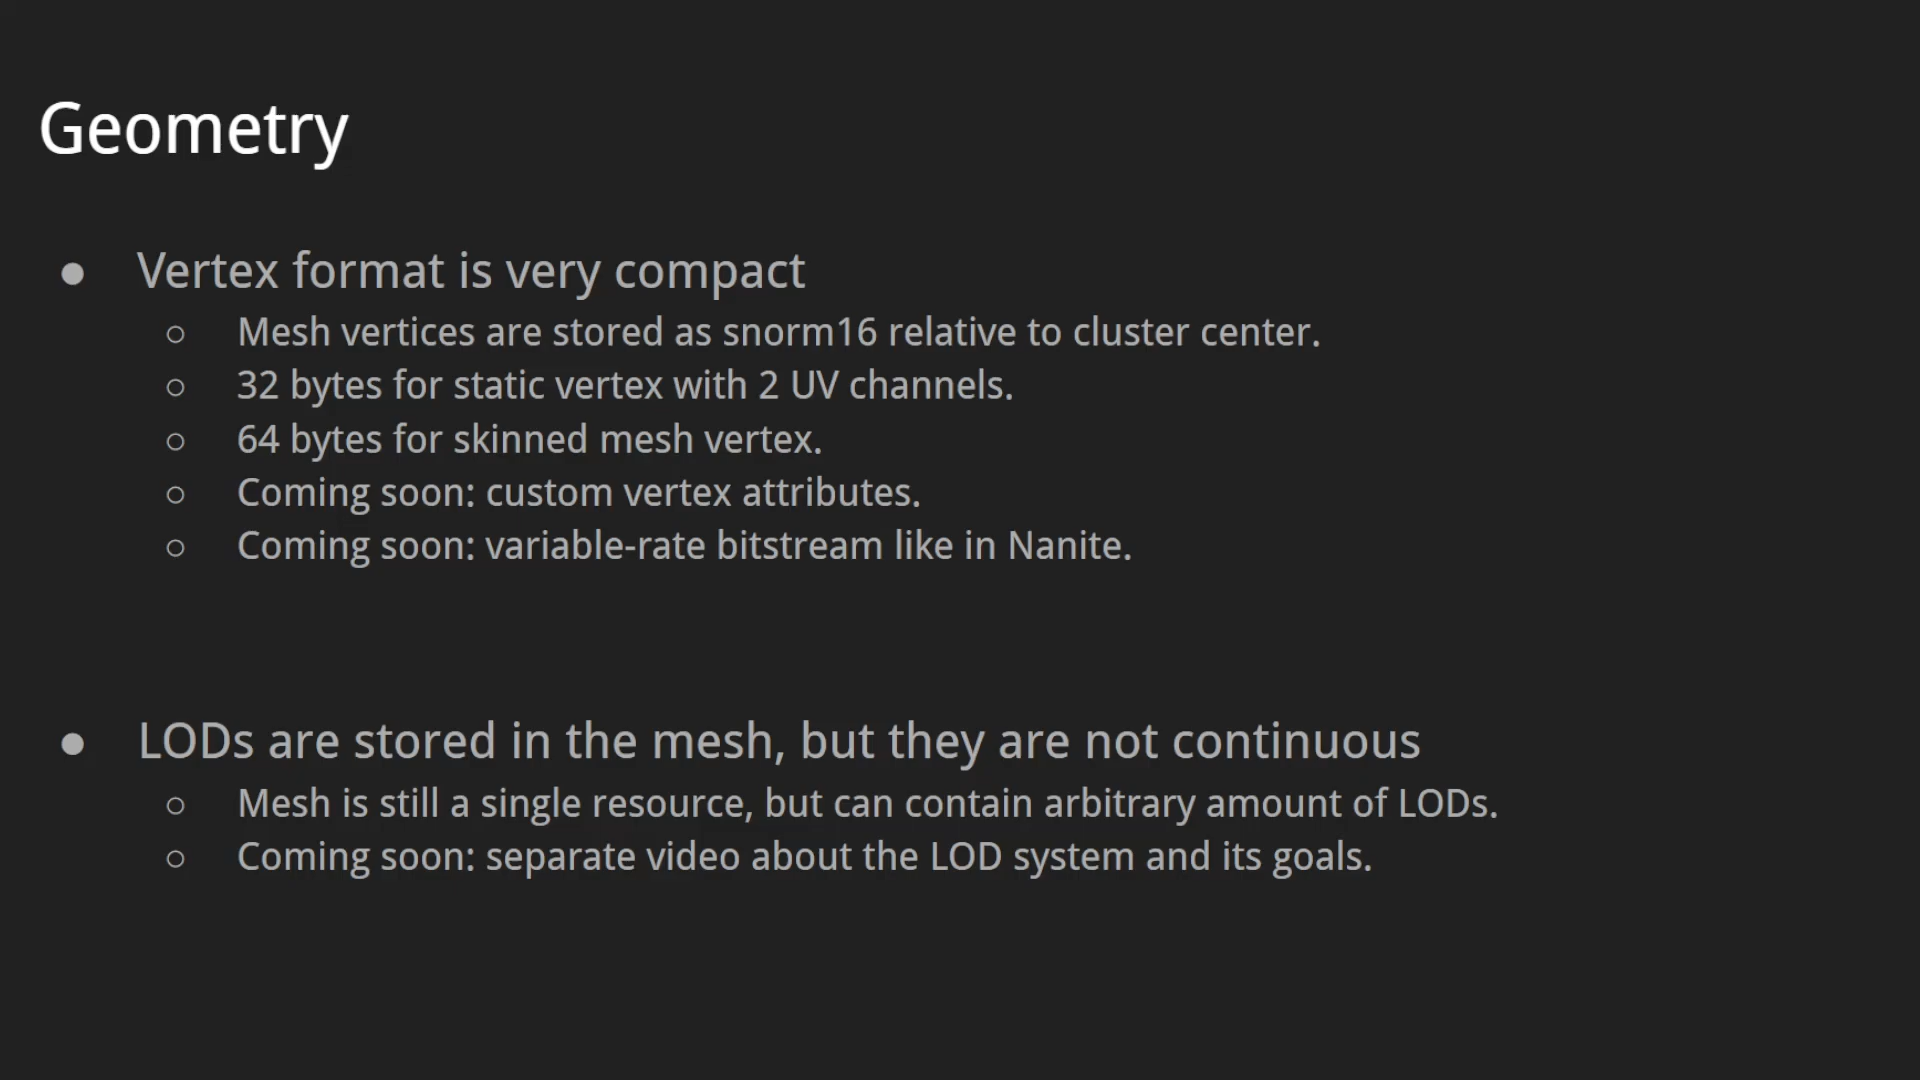 Geometry
● Vertex format is very compact
○ Mesh vertices are stored as snorm16 relative to cluster center.
○ 32 bytes for static vertex with 2 UV channels.
○ 64 bytes for skinned mesh vertex.
○ Coming soon: custom vertex attributes.
○ Coming soon: variable-rate bitstream like in Nanite.
● LODs are stored in the mesh, but they are not continuous
○ Mesh is still a single resource, but can contain arbitrary amount of LODs.
○ Coming soon: separate video about the LOD system and its goals.